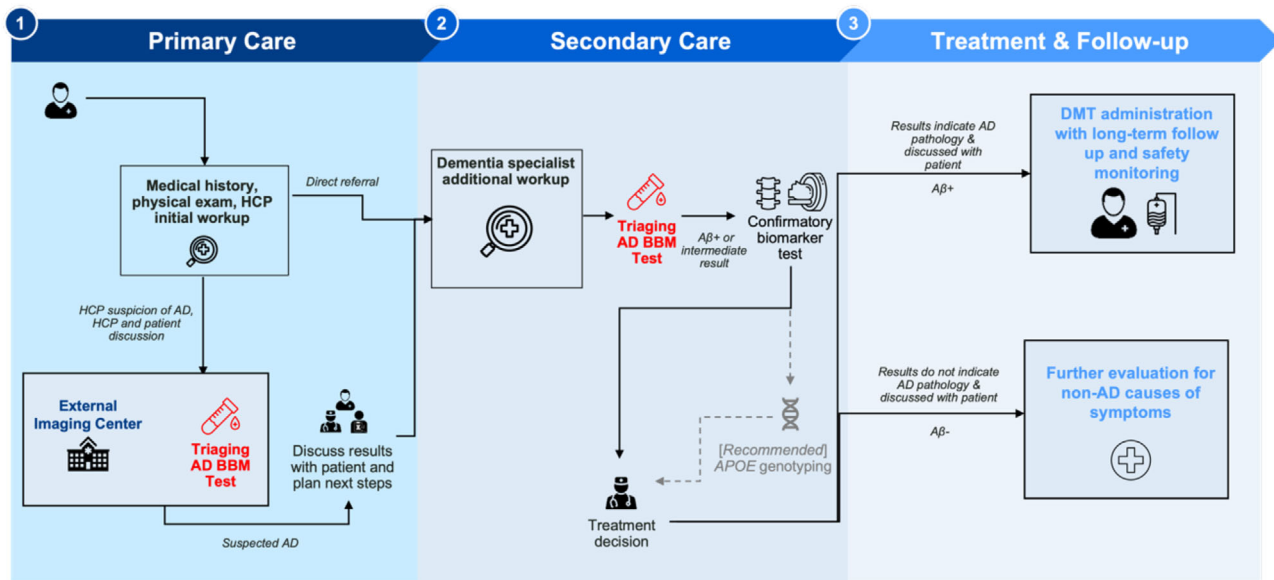 1
Primary Care
2
Secondary Care
3
Treatment & Follow-up
Medical history,
physical exam, HCP
initial workup
Direct referral
HCP suspicion of AD,
HCP and patient
discussion
External
Imaging Center
Triaging
AD BBM
Test
Discuss results
with patient and
plan next steps
Suspected AD
Dementia specialist
additional workup
Triaging
AD BBM
Test
Aβ+ or
intermediate
result
Confirmatory
biomarker
test
[Recommended]
APOE genotyping
Treatment
decision
Results indicate AD
pathology &
discussed with
patient
Aβ+
DMT administration
with long-term follow
up and safety
monitoring
Results do not indicate
AD pathology &
discussed with patient
Aβ-
Further evaluation for
non-AD causes of
symptoms